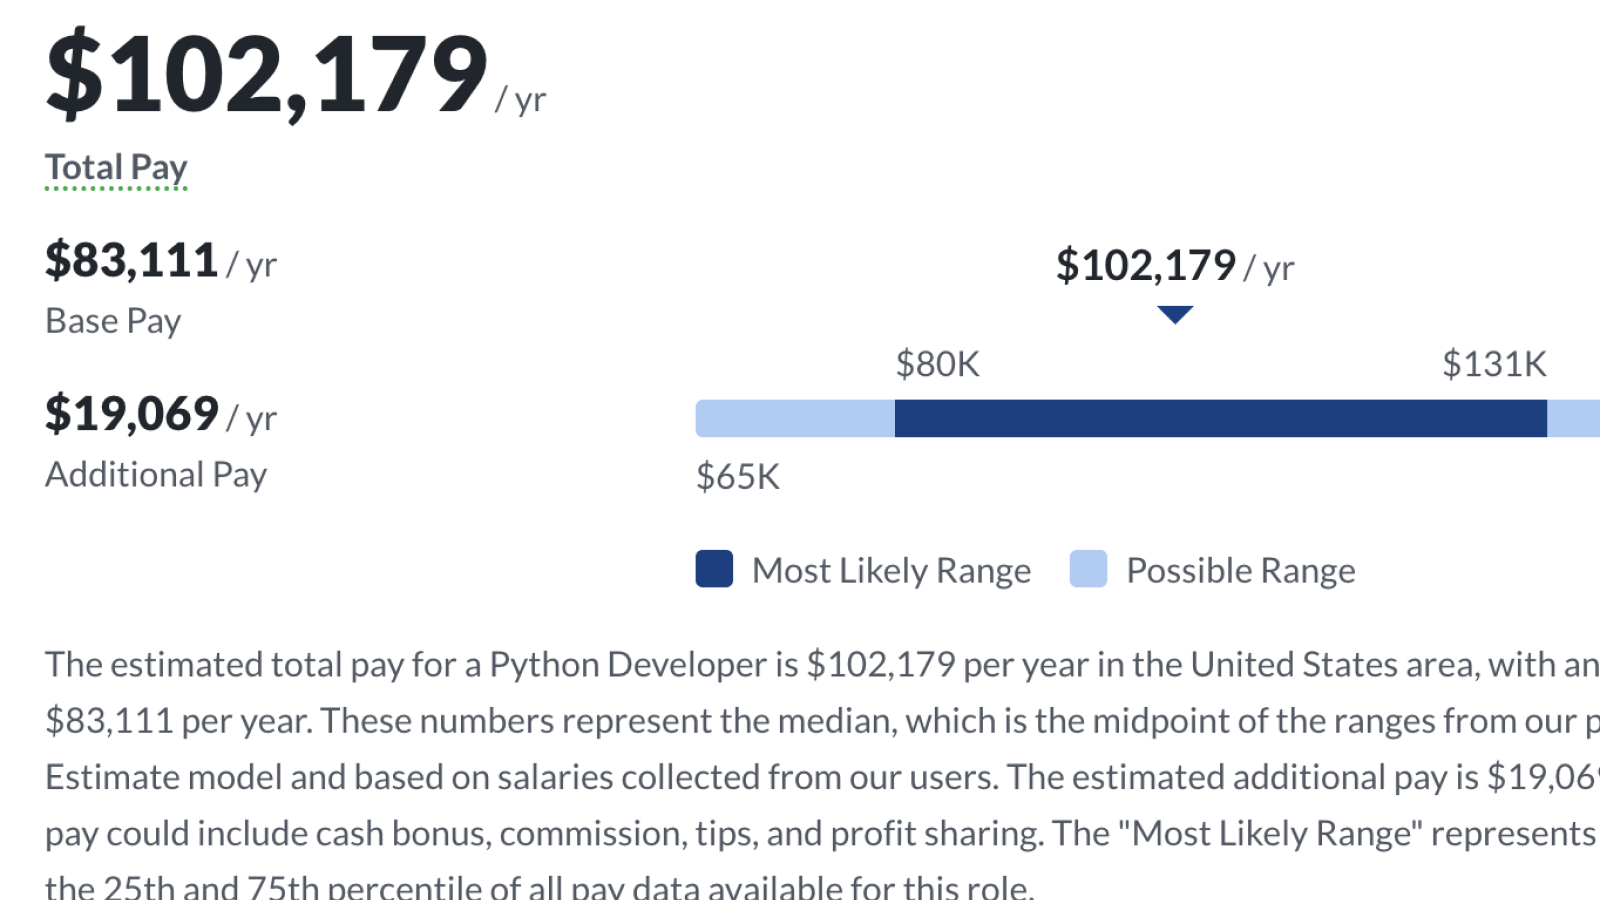 $102,179 / yr
Total Pay
$83,111 / yr
Base Pay
$19,069 / yr
Additional Pay
$102,179 / yr
$80K $131K
$65K
Most Likely Range Possible Range
The estimated total pay for a Python Developer is $102,179 per year in the United States area, with an
$83,111 per year. These numbers represent the median, which is the midpoint of the ranges from our p
Estimate model and based on salaries collected from our users. The estimated additional pay is $19,069
pay could include cash bonus, commission, tips, and profit sharing. The "Most Likely Range" represents
the 25th and 75th percentile of all pay data available for this role.